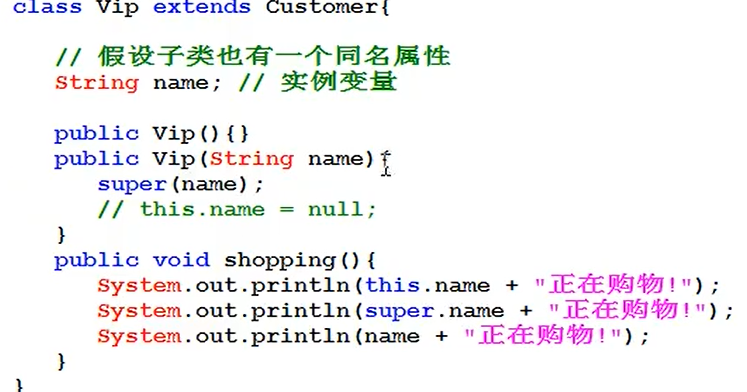 class Vip extends Customer{
// 假设子类也有一个同名属性
String name; // 实例变量
public Vip(){}
public Vip(String name){
super(name);
// this.name = null;
}
public void shopping(){
System.out.println(this.name + "正在购物!");
System.out.println(super.name + "正在购物!");
System.out.println(name + "正在购物!");
}
}